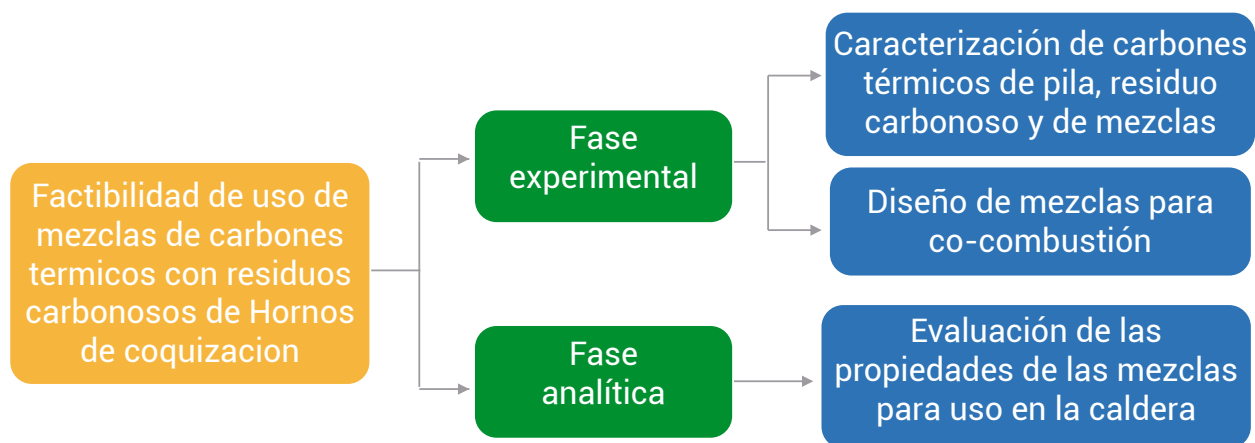 Factibilidad de uso de
mezclas de carbones
termicos con residuos
carbonosos de Hornos
de coquizacion
Fase
experimental
Caracterización de carbones
térmicos de pila, residuo
carbonoso y de mezclas
Diseño de mezclas para
co-combustión
Fase
analítica
Evaluación de las
propiedades de las mezclas
para uso en la caldera